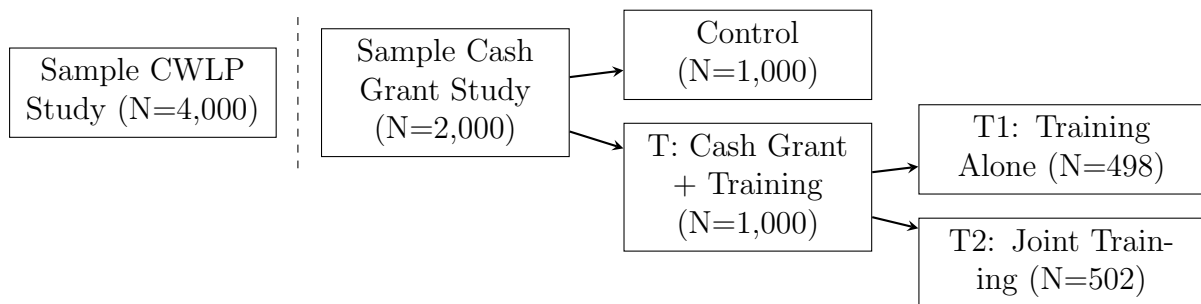 Sample CWLP
Study (N=4,000)
Sample Cash
Grant Study
(N=2,000)
Control
(N=1,000)
T: Cash Grant
+ Training
(N=1,000)
T1: Training
Alone (N=498)
T2: Joint Train-
ing (N=502)